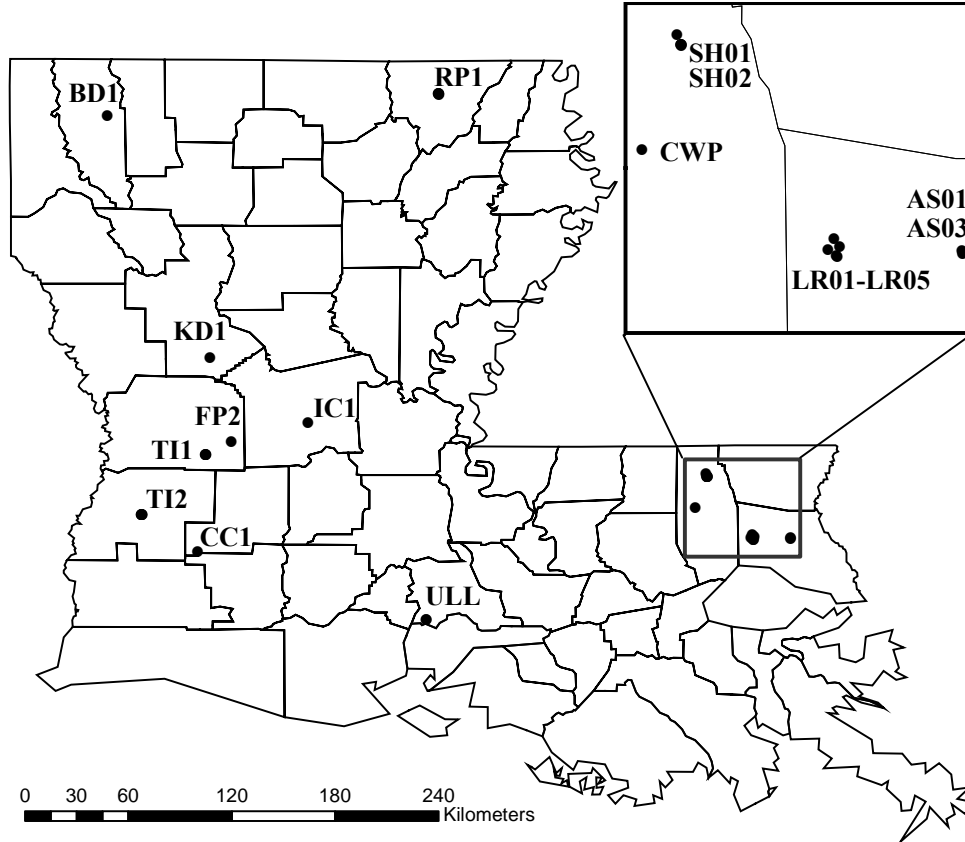 SH01
SH02
RP1
BD1
CWP
AS01
AS03
LR01-LR05
KD1
FP2
IC1
TI1
TI2
CC1
ULL
0 30 60 120 180 240
Kilometers